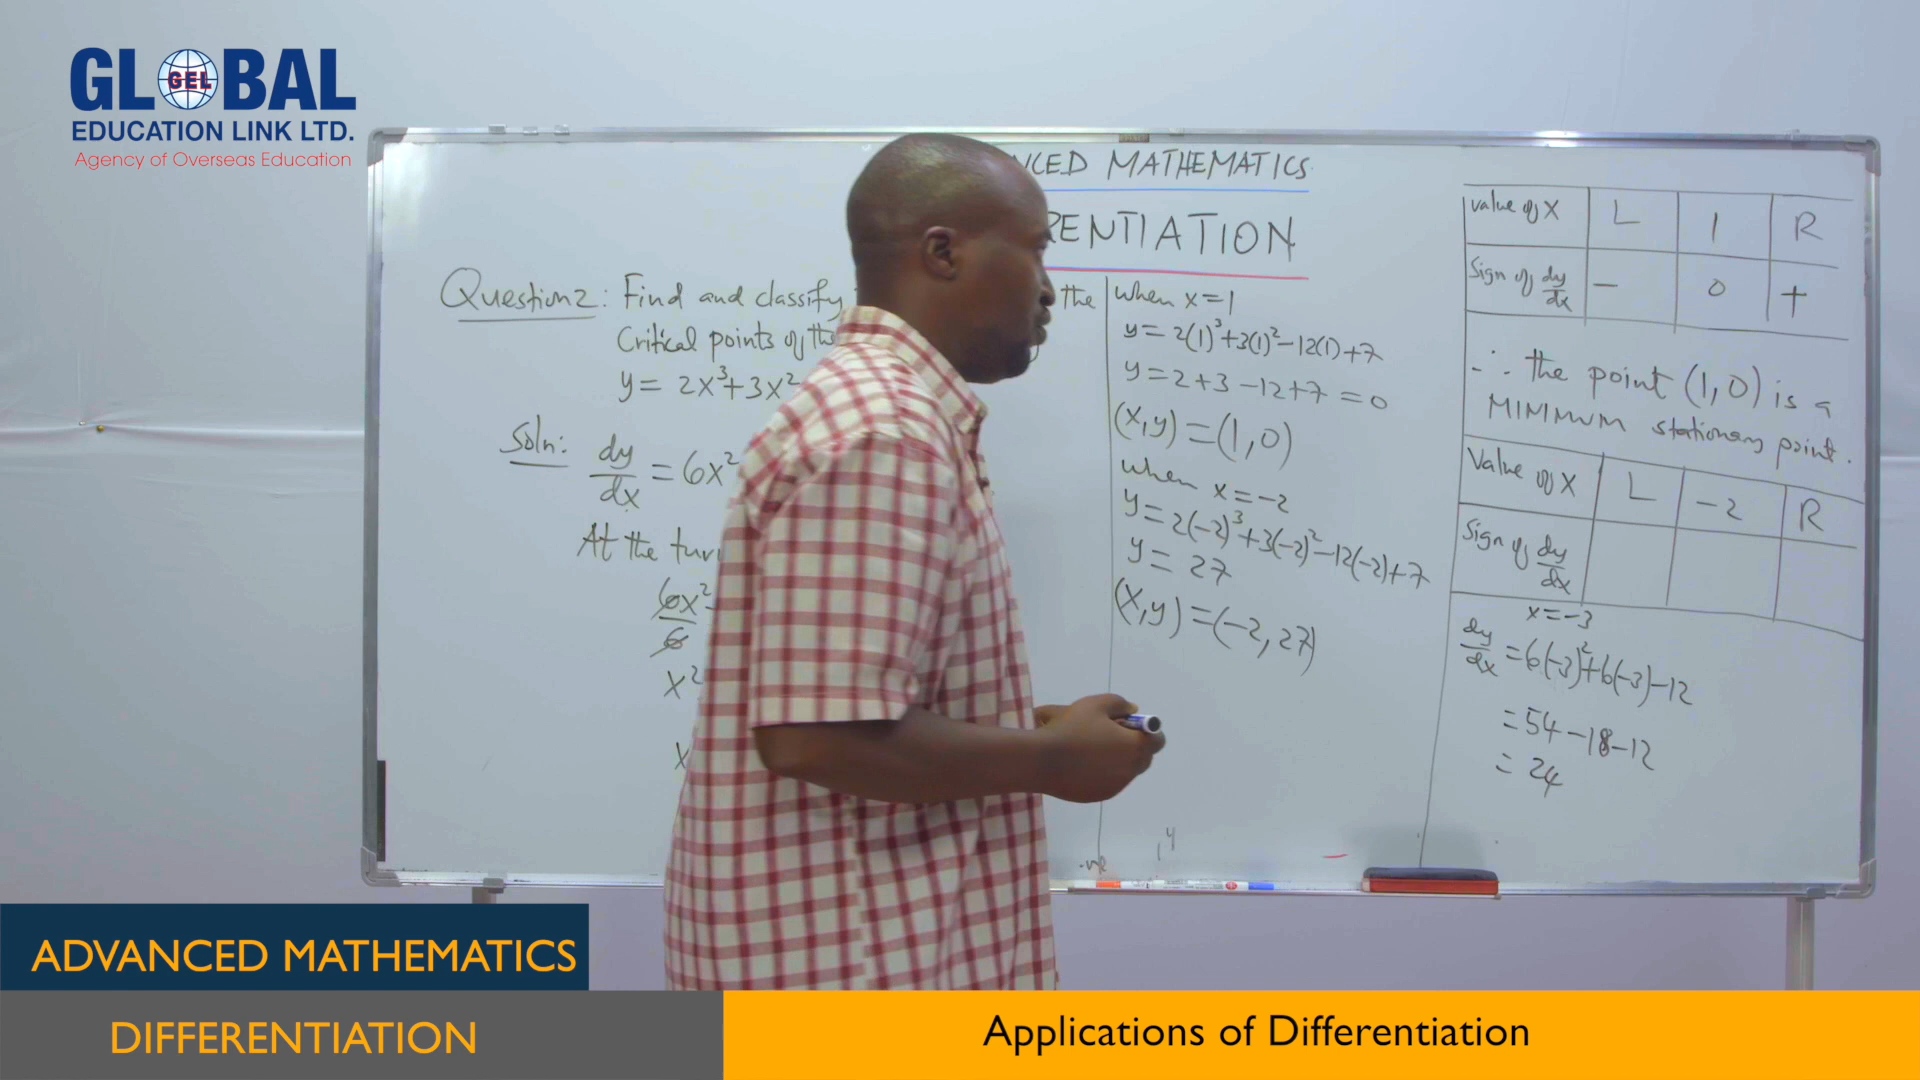 GLOBAL
GEL
EDUCATION LINK LTD.
Agency of Overseas Education
NCED MATHEMATICS
RENTIATION
Question 2: Find and classify the
Critical points of the
y = 2x³+3x²
Soln: dy/dx = 6x²
At the turn
6x²
6
x²
x
When x=1
y=2(1)³+3(1)²-12(1)+7
y=2+3-12+7=0
(x,y)=(1,0)
when x=-2
y=2(-2)³+3(-2)²-12(-2)+7
y=27
(x,y)=(-2,27)
y
Value of X L 1 R
Sign of dy/dx - 0 +
∴ the point (1,0) is a
MINIMUM stationary point.
Value of X L -2 R
Sign of dy/dx
x=-3
dy/dx =6(-3)²+6(-3)-12
=54-18-12
=24
ADVANCED MATHEMATICS
DIFFERENTIATION
Applications of Differentiation